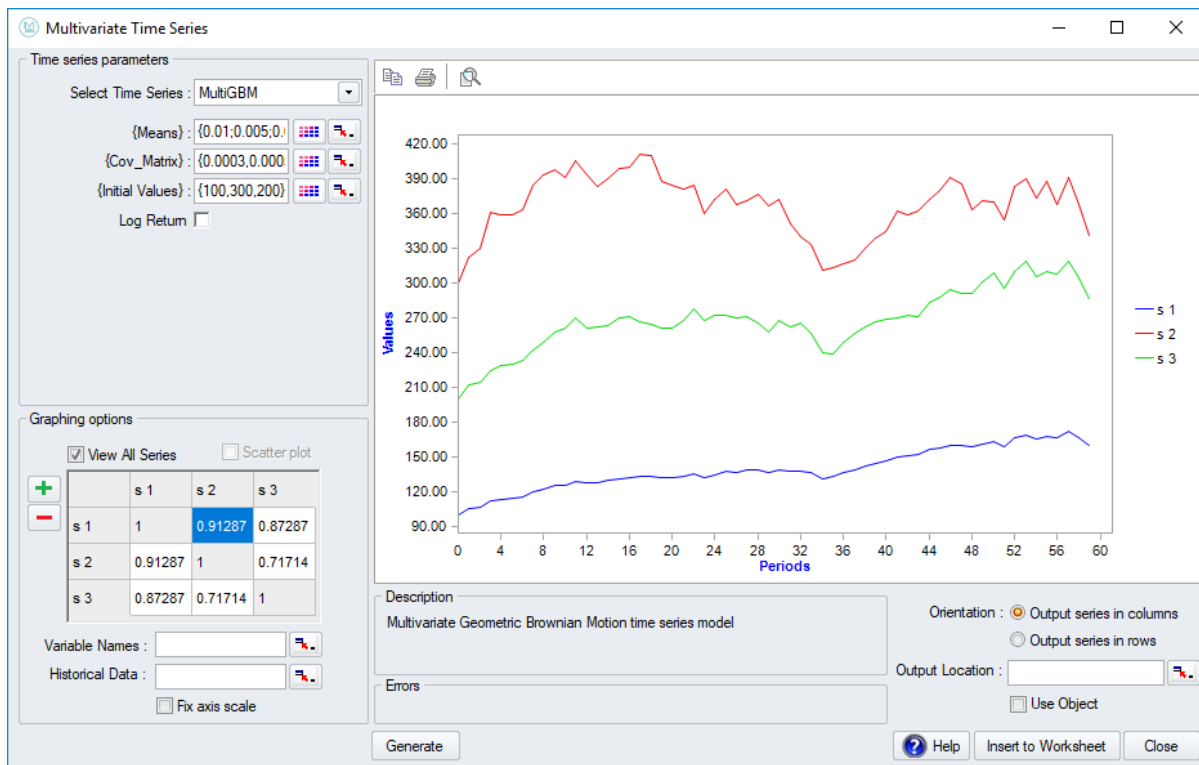 Multivariate Time Series
Time series parameters
Select Time Series : MultiGBM
{Means} : {0.01;0.005;0.
{Cov_Matrix} : {0.0003,0.000
{Initial Values} : {100,300,200}
Log Return
Graphing options
View All Series
Scatter plot
s 1 s 2 s 3
s 1 1 0.91287 0.87287
s 2 0.91287 1 0.71714
s 3 0.87287 0.71714 1
Variable Names :
Historical Data :
Fix axis scale
420.00
390.00
360.00
330.00
300.00
270.00
240.00
210.00
180.00
150.00
120.00
90.00
Values
0 4 8 12 16 20 24 28 32 36 40 44 48 52 56 60
Periods
s 1
s 2
s 3
Description
Multivariate Geometric Brownian Motion time series model
Errors
Orientation : Output series in columns
Output series in rows
Output Location :
Use Object
Generate
Help
Insert to Worksheet
Close